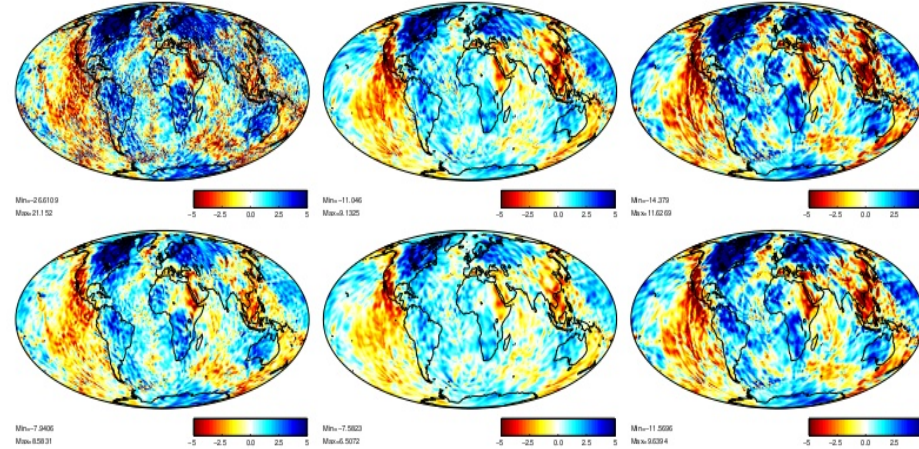 Min=-26.6109
Max=21.152
-5 -2.5 0.0 2.5 5
Min=-11.046
Max=9.1325
-5 -2.5 0.0 2.5 5
Min=-14.379
Max=11.6269
-5 -2.5 0.0 2.5
Min=-7.9406
Max=8.5831
-5 -2.5 0.0 2.5 5
Min=-7.5823
Max=6.5072
-5 -2.5 0.0 2.5 5
Min=-11.5696
Max=9.6394
-5 -2.5 0.0 2.5